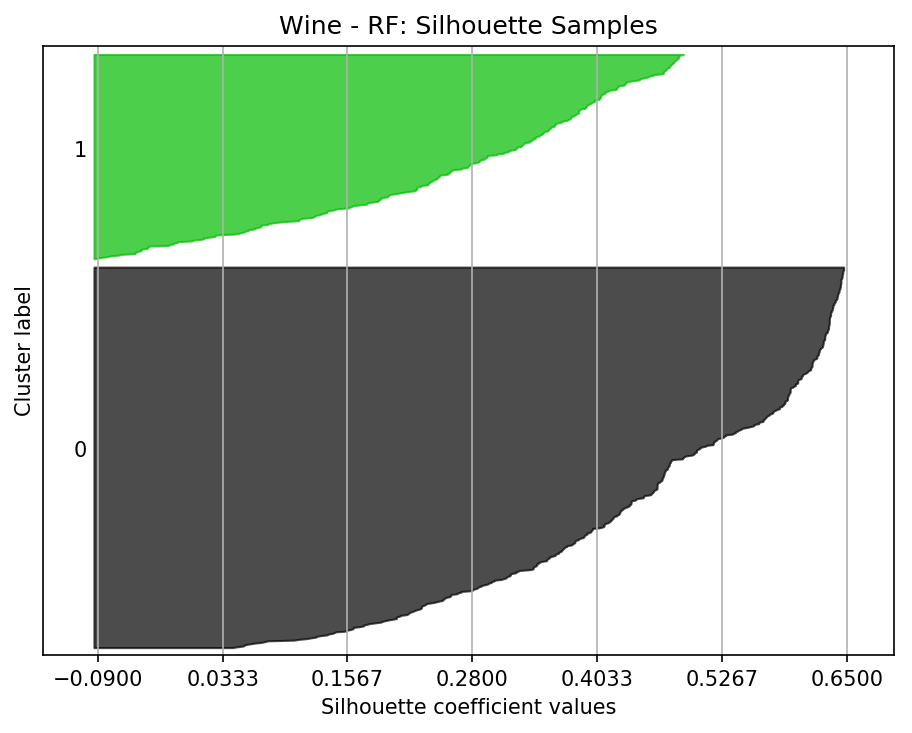 Wine - RF: Silhouette Samples
1
Cluster label
0
−0.0900 0.0333 0.1567 0.2800 0.4033 0.5267 0.6500
Silhouette coefficient values